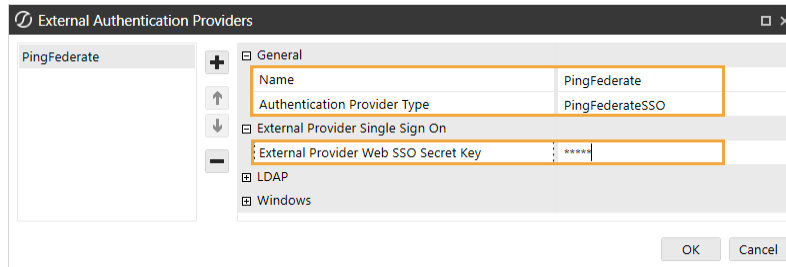 External Authentication Providers
PingFederate
General
Name PingFederate
Authentication Provider Type PingFederateSSO
External Provider Single Sign On
External Provider Web SSO Secret Key *****
LDAP
Windows
OK Cancel